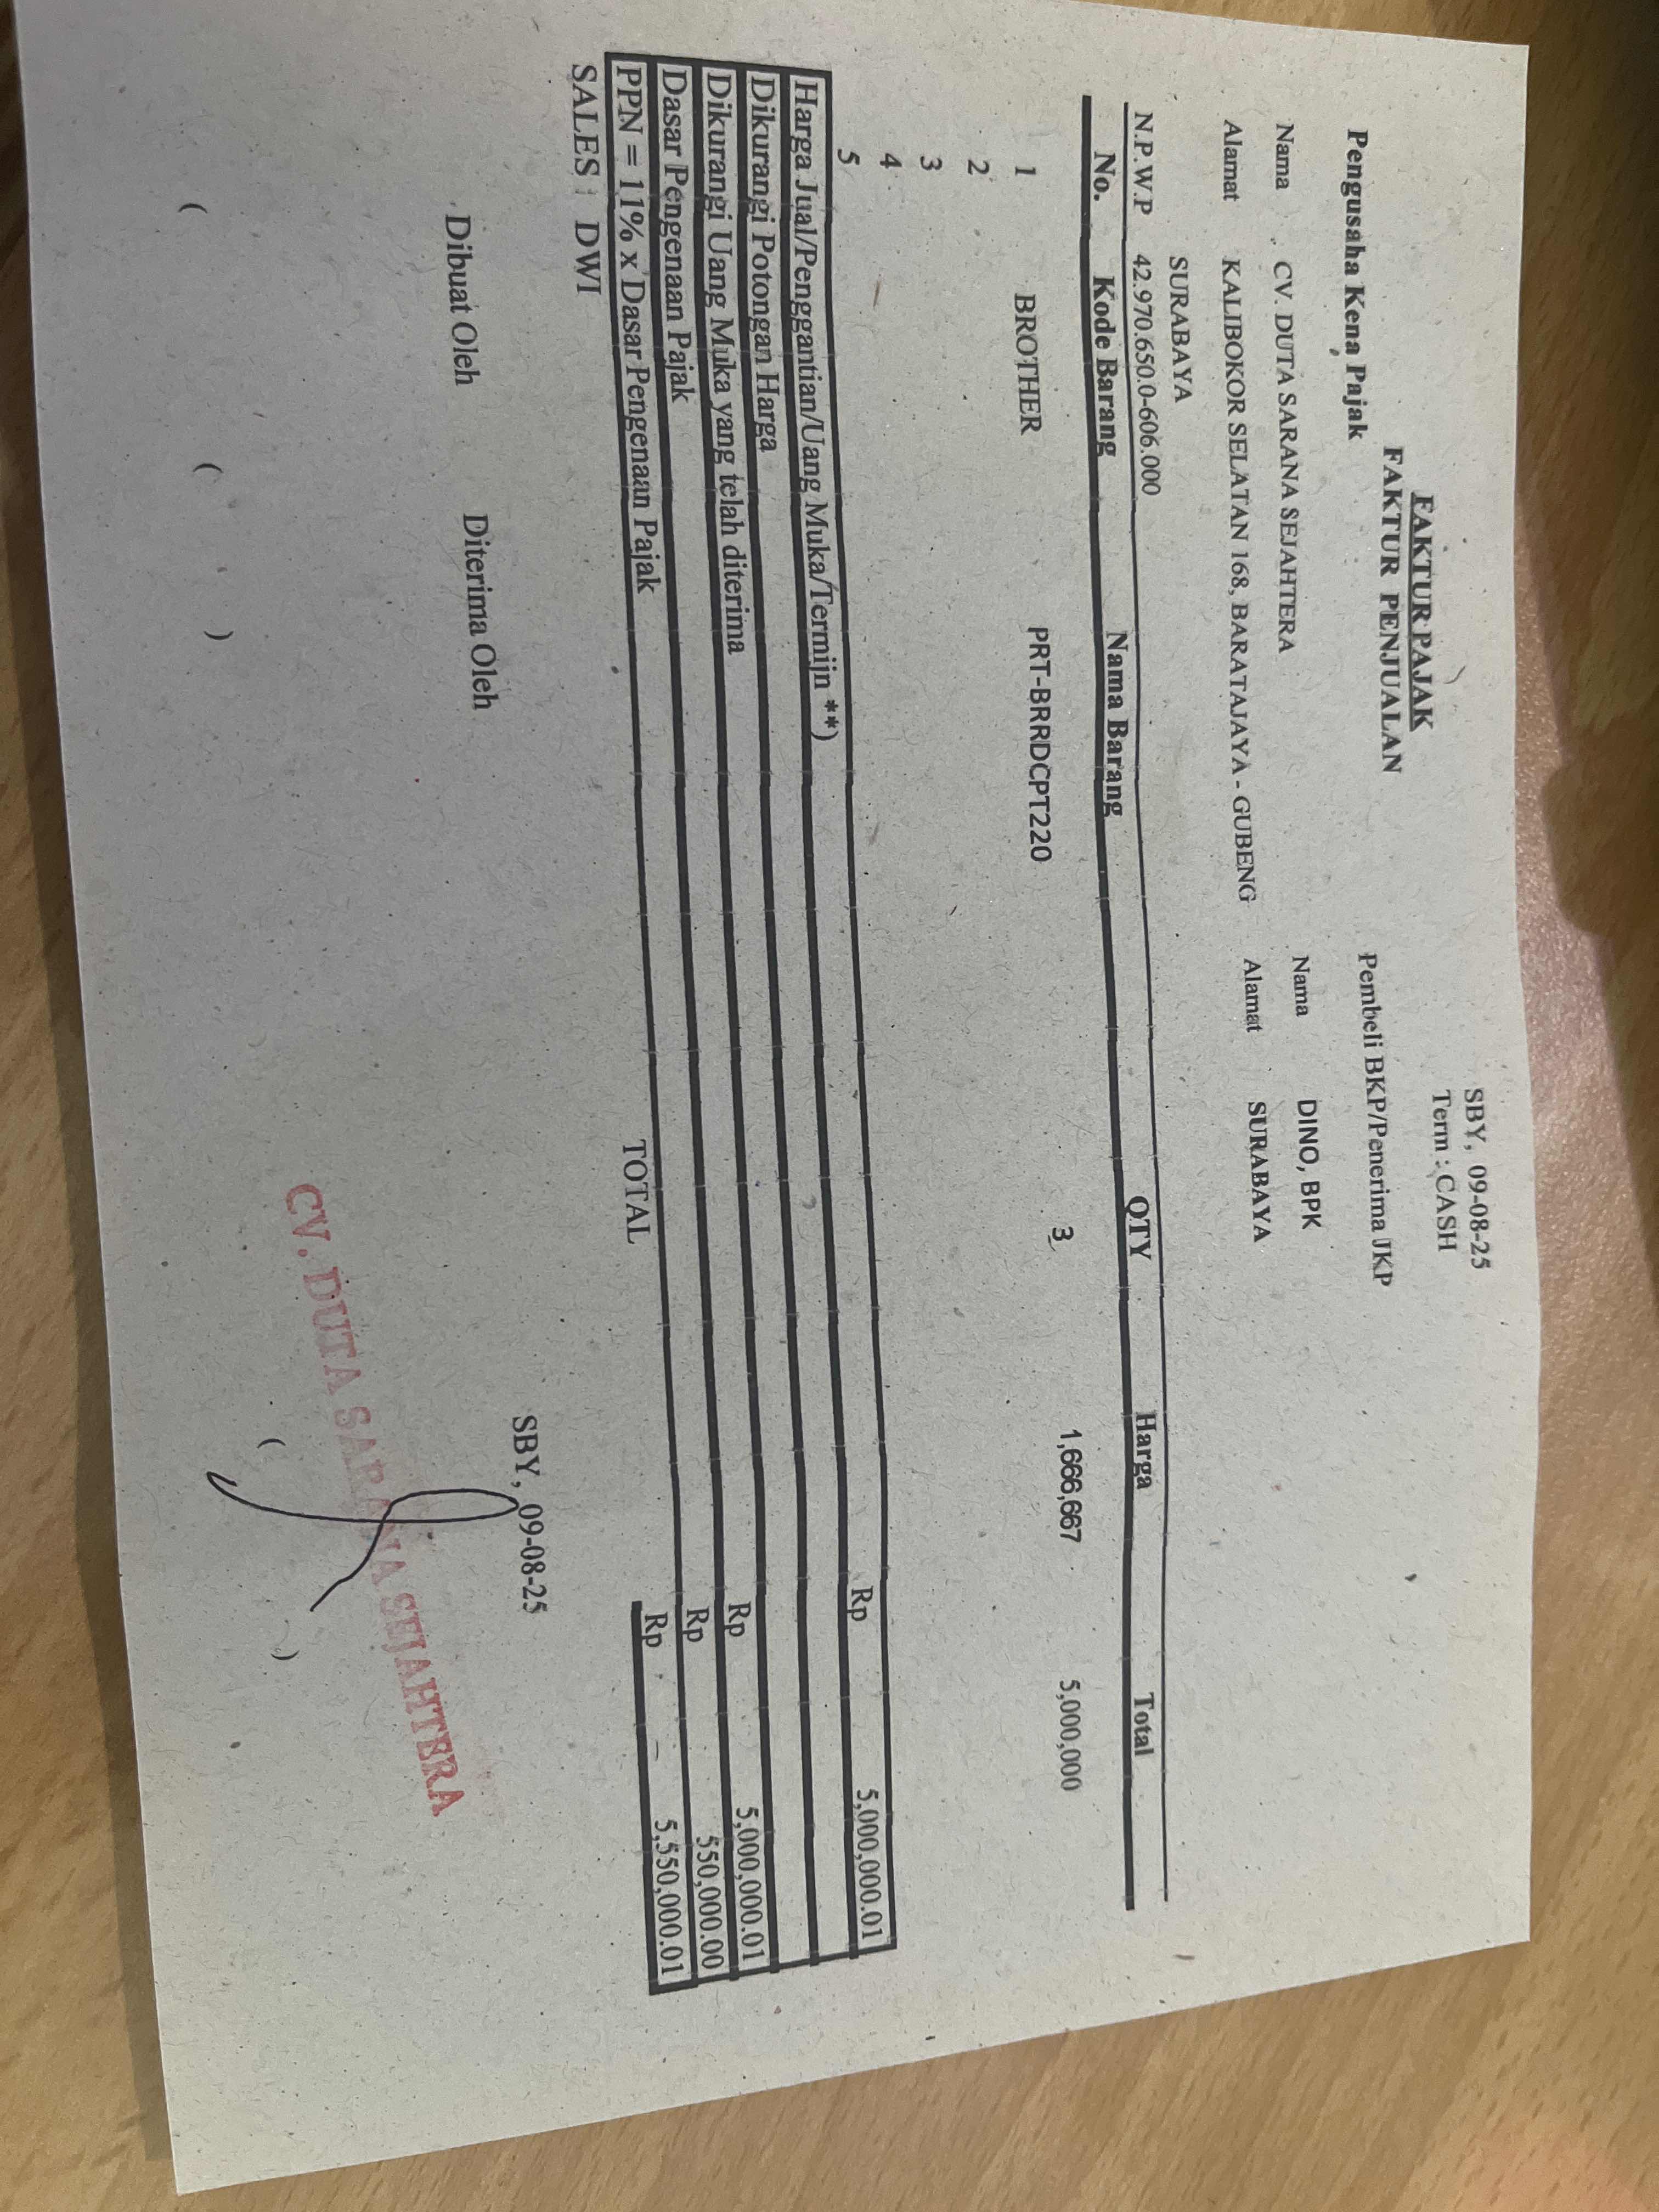 SBY, 09-08-25
FAKTUR PAJAK
Term : CASH
FAKTUR PENJUALAN
Pengusaha Kena Pajak Pembeli BKP/Penerima JKP
Nama CV. DUTA SARANA SEJAHTERA Nama DINO, BPK
Alamat KALIBOKOR SELATAN 168, BARATAJAYA - GUBENG Alamat SURABAYA
SURABAYA
N.P.W.P 42.970.650.0-606.000
No. Kode Barang Nama Barang QTY Harga Total
1 BROTHER PRT-BRRDCPT220 3 1,666,667 5,000,000
2
3
4
5
Harga Jual/Penggantian/Uang Muka/Termijn **) Rp 5,000,000.01
Dikurangi Potongan Harga
Dikurangi Uang Muka yang telah diterima
Dasar Pengenaan Pajak Rp 5,000,000.01
PPN = 11% x Dasar Pengenaan Pajak Rp 550,000.00
SALES : DWI TOTAL Rp 5,550,000.01
SBY, 09-08-25
Dibuat Oleh Diterima Oleh
CV. DUTA SARANA SEJAHTERA
( ( ) ( )